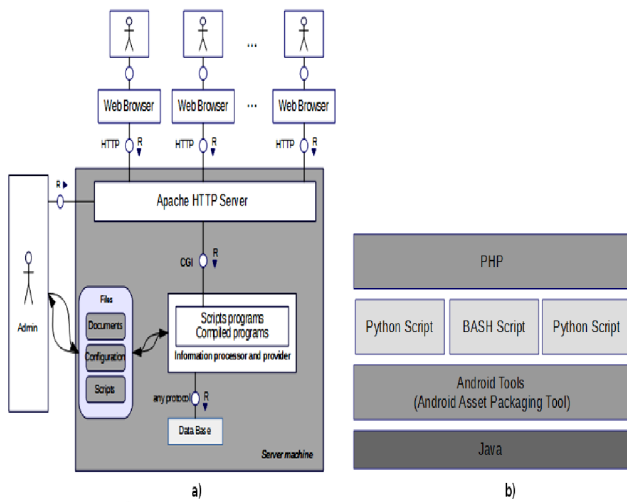 ...
Web Browser Web Browser ... Web Browser
HTTP R HTTP R HTTP R
R
Apache HTTP Server
CGI R
Admin
Files
Documents
Configuration
Scripts
Scripts programs
Compiled programs
Information processor and provider
any protocol R
Data Base
Server machine
a)
PHP
Python Script BASH Script Python Script
Android Tools
(Android Asset Packaging Tool)
Java
b)